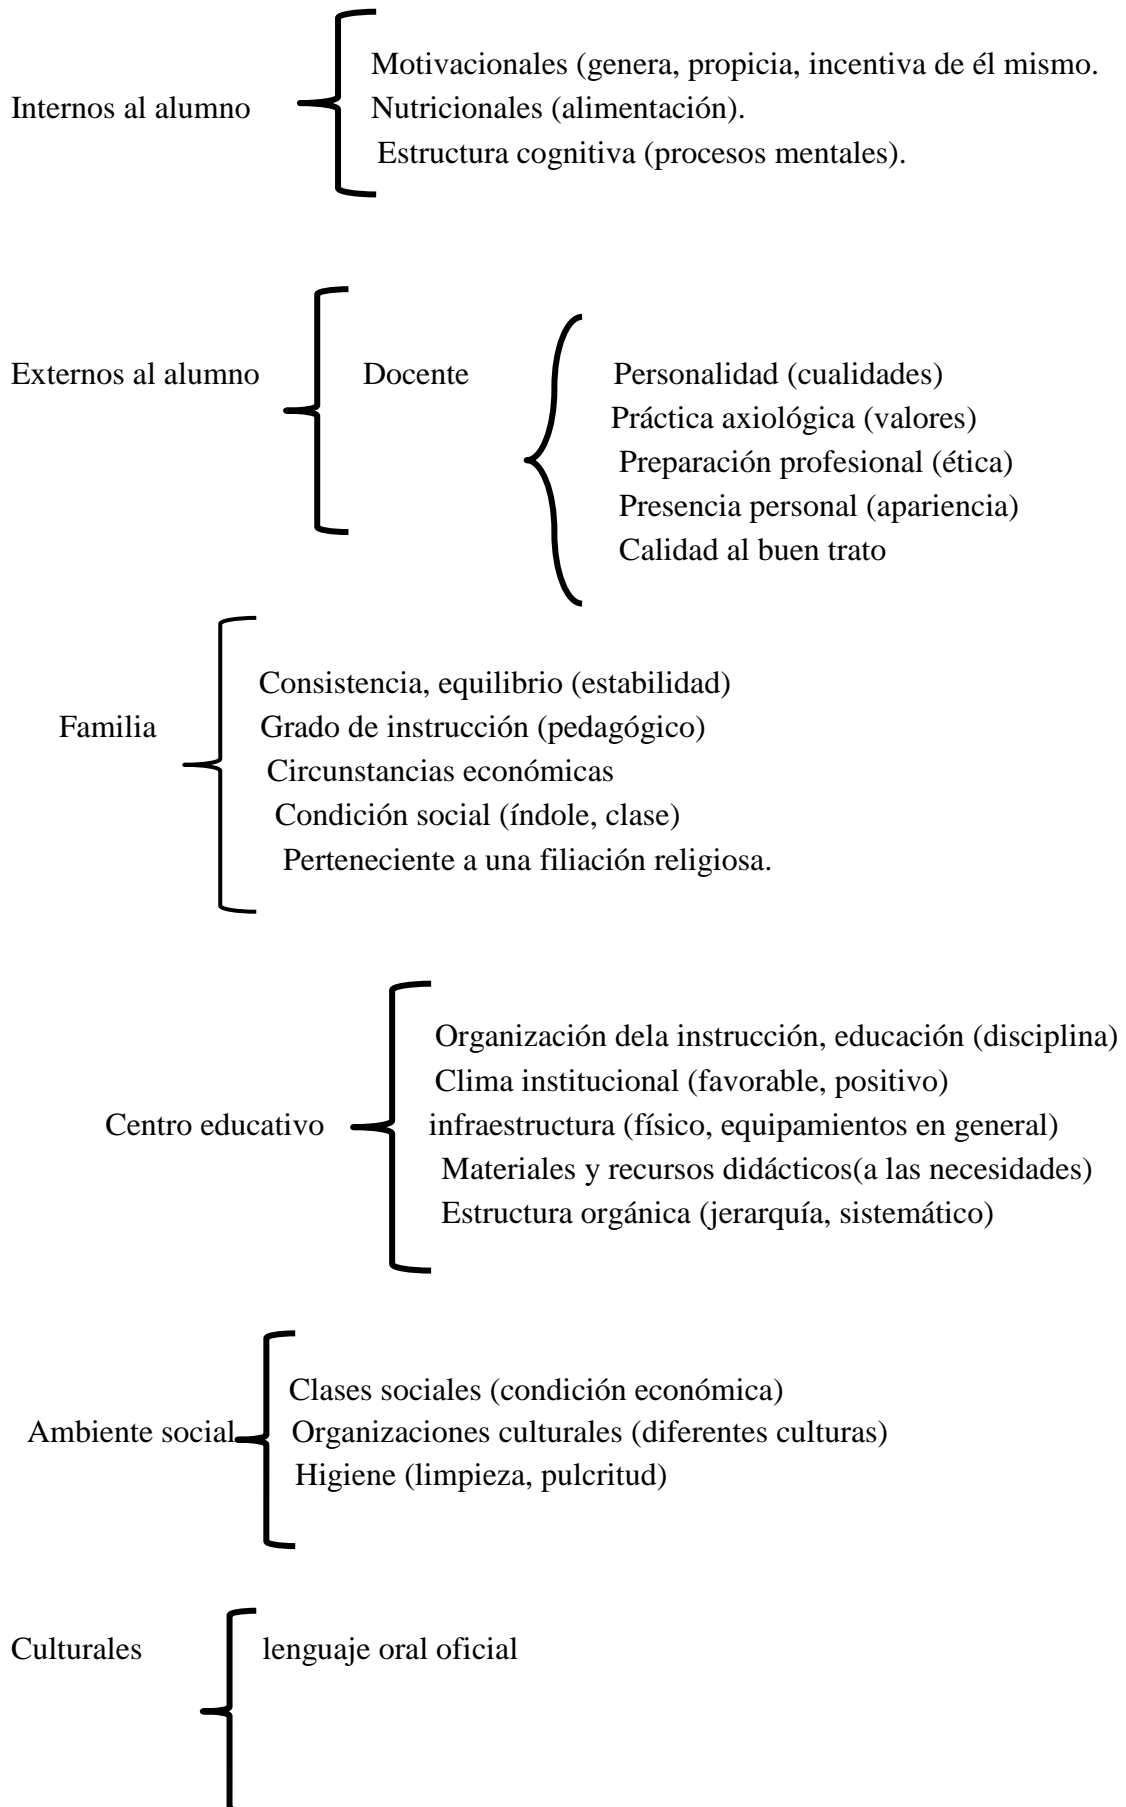 Motivacionales (genera, propicia, incentiva de él mismo.
Internos al alumno
Nutricionales (alimentación).
Estructura cognitiva (procesos mentales).
Externos al alumno
Docente
Personalidad (cualidades)
Práctica axiológica (valores)
Preparación profesional (ética)
Presencia personal (apariencia)
Calidad al buen trato
Consistencia, equilibrio (estabilidad)
Familia
Grado de instrucción (pedagógico)
Circunstancias económicas
Condición social (índole, clase)
Perteneciente a una filiación religiosa.
Organización dela instrucción, educación (disciplina)
Clima institucional (favorable, positivo)
Centro educativo
infraestructura (físico, equipamientos en general)
Materiales y recursos didácticos(a las necesidades)
Estructura orgánica (jerarquía, sistemático)
Clases sociales (condición económica)
Ambiente social
Organizaciones culturales (diferentes culturas)
Higiene (limpieza, pulcritud)
Culturales
lenguaje oral oficial